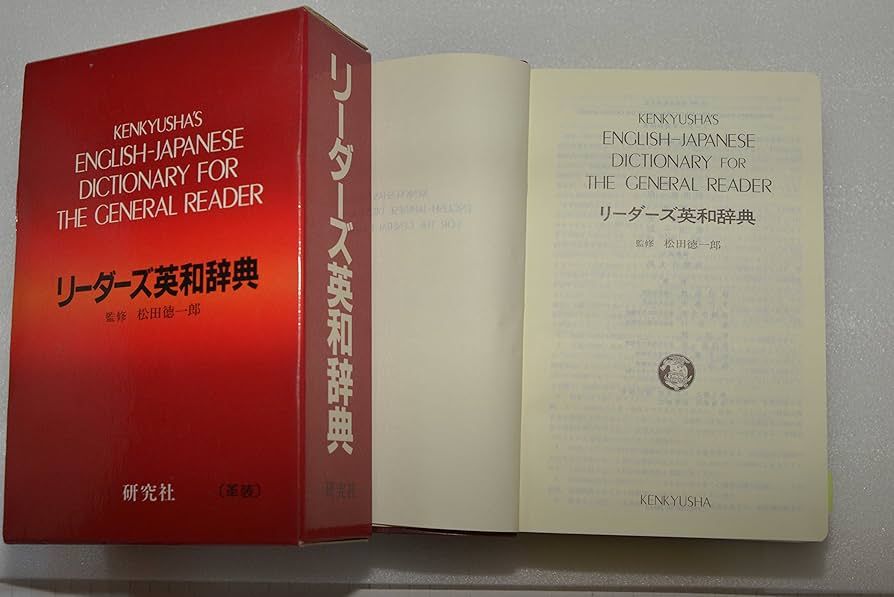 KENKYUSHA'S
ENGLISH-JAPANESE
DICTIONARY FOR
THE GENERAL READER
リーダーズ英和辞典
監修 松田徳一郎
研究社
〔革装〕
リーダーズ英和辞典
研究社
KENKYUSHA'S
ENGLISH-JAPANESE
DICTIONARY FOR
THE GENERAL READER
リーダーズ英和辞典
監修 松田徳一郎
KENKYUSHA